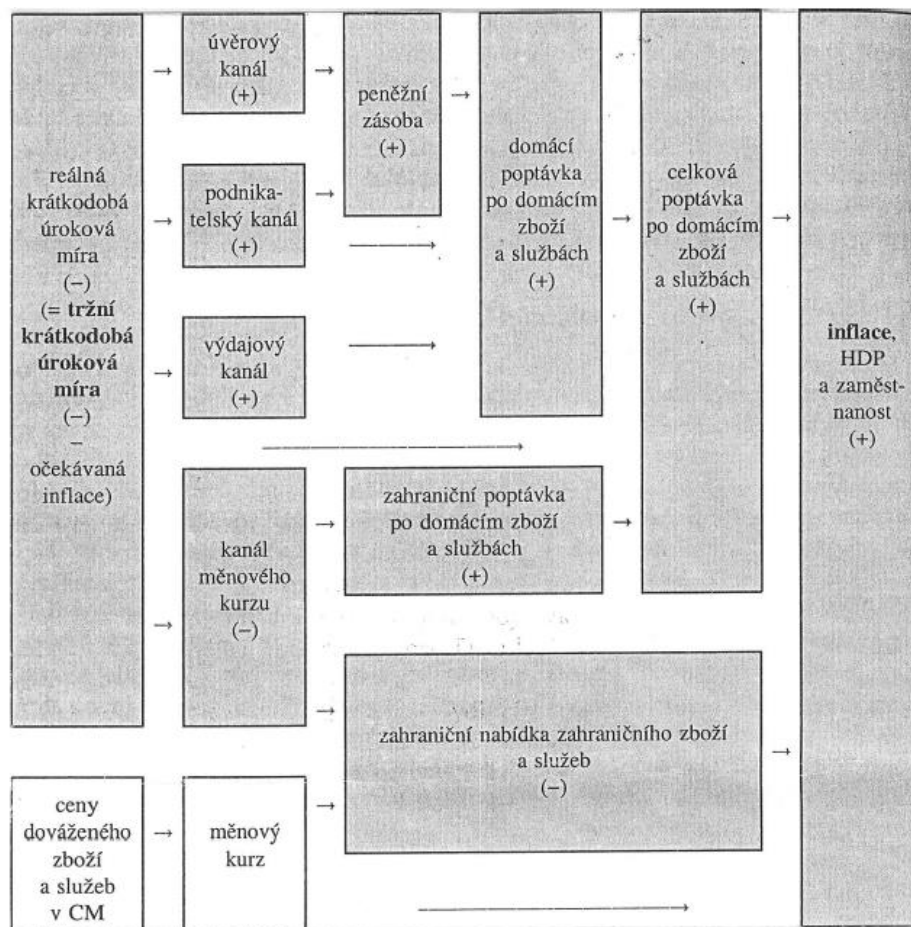 reálná
krátkodobá
úroková
míra
(−)
(= tržní
krátkodobá
úroková
míra
(−)
−
očekávaná
inflace)
úvěrový
kanál
(+)
podnika-
telský kanál
(+)
výdajový
kanál
(+)
kanál
měnového
kurzu
(−)
peněžní
zásoba
(+)
domácí
poptávka
po domácím
zboží
a službách
(+)
zahraniční poptávka
po domácím zboží
a službách
(+)
celková
poptávka
po domácím
zboží
a službách
(+)
zahraniční nabídka zahraničního zboží
a služeb
(−)
inflace,
HDP
a zaměst-
nanost
(+)
ceny
dováženého
zboží
a služeb
v CM
měnový
kurz